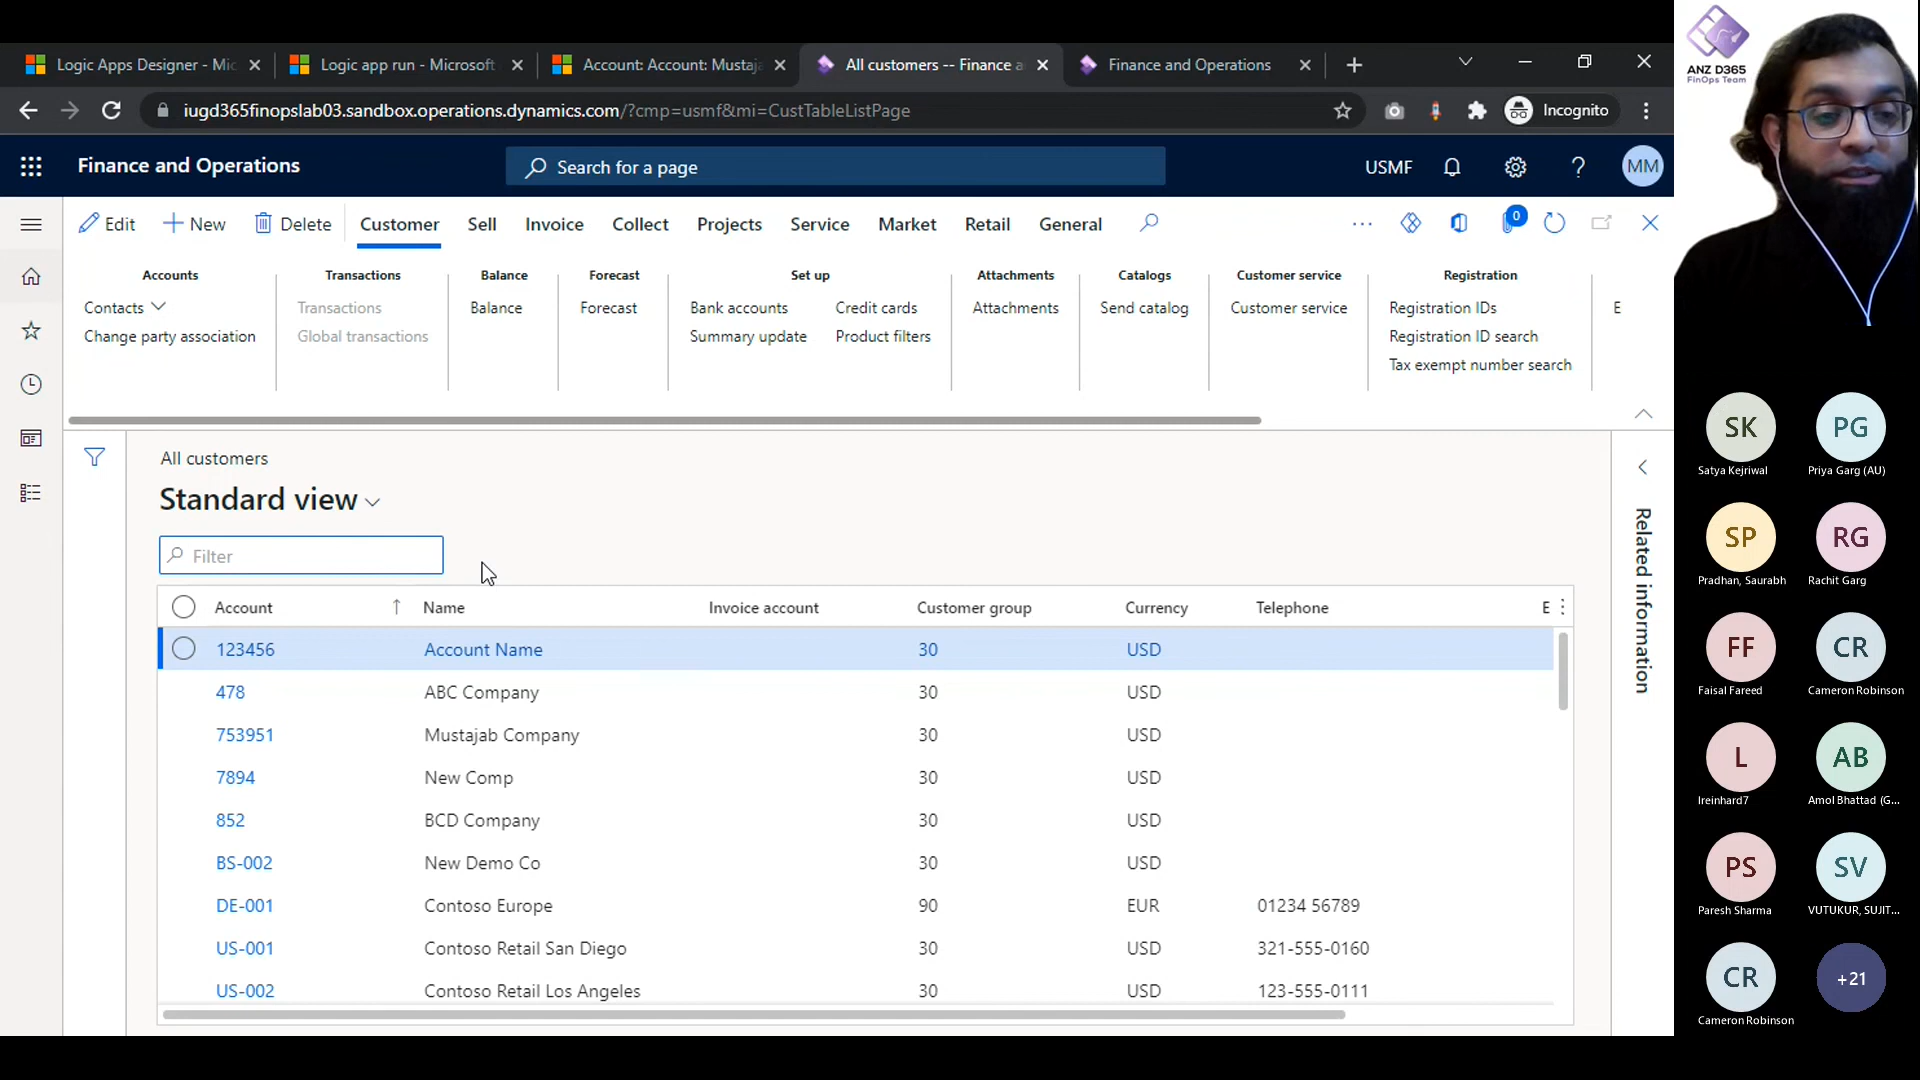 Logic Apps Designer - Mic
Logic app run - Microsoft
Account: Account: Mustaja
All customers -- Finance a
Finance and Operations
iugd365finopslab03.sandbox.operations.dynamics.com/?cmp=usmf&mi=CustTableListPage
Incognito
Finance and Operations
Search for a page
USMF
MM
Edit
New
Delete
Customer
Sell
Invoice
Collect
Projects
Service
Market
Retail
General
0
Accounts
Contacts
Change party association
Transactions
Transactions
Global transactions
Balance
Balance
Forecast
Forecast
Set up
Bank accounts
Credit cards
Summary update
Product filters
Attachments
Attachments
Catalogs
Send catalog
Customer service
Customer service
Registration
Registration IDs
Registration ID search
Tax exempt number search
E
All customers
Standard view
Filter
Account Name Invoice account Customer group Currency Telephone E
123456 Account Name 30 USD
478 ABC Company 30 USD
753951 Mustajab Company 30 USD
7894 New Comp 30 USD
852 BCD Company 30 USD
BS-002 New Demo Co 30 USD
DE-001 Contoso Europe 90 EUR 01234 56789
US-001 Contoso Retail San Diego 30 USD 321-555-0160
US-002 Contoso Retail Los Angeles 30 USD 123-555-0111
Related information
ANZ D365
FinOps Team
SK
Satya Kejriwal
PG
Priya Garg (AU)
SP
Pradhan, Saurabh
RG
Rachit Garg
FF
Faisal Fareed
CR
Cameron Robinson
L
lreinhard7
AB
Amol Bhattad (G...
PS
Paresh Sharma
SV
VUTUKUR, SUJIT...
CR
Cameron Robinson
+21